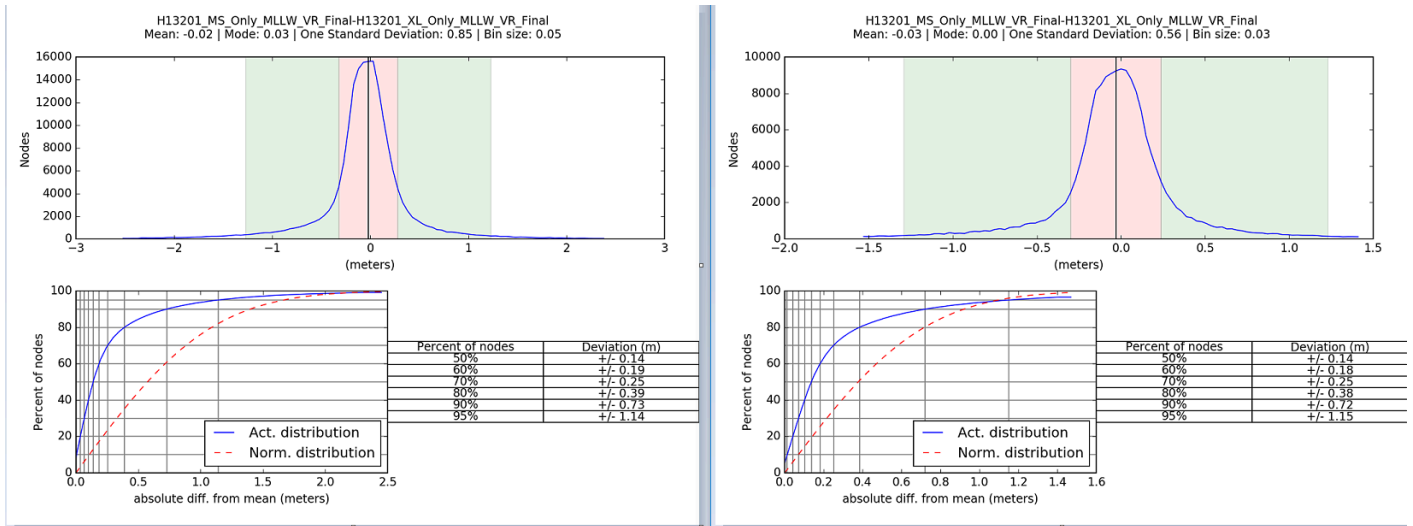 H13201_MS_Only_MLLW_VR_Final-H13201_XL_Only_MLLW_VR_Final
Mean: -0.02 | Mode: 0.03 | One Standard Deviation: 0.85 | Bin size: 0.05
16000
14000
12000
10000
8000
6000
4000
2000
0
Nodes
−3
−2
−1
0
1
2
3
(meters)
100
80
60
40
20
0
Percent of nodes
Act. distribution
Norm. distribution
0.0
0.5
1.0
1.5
2.0
2.5
absolute diff. from mean (meters)
Percent of nodes Deviation (m)
50% +/- 0.14
60% +/- 0.19
70% +/- 0.25
80% +/- 0.39
90% +/- 0.73
95% +/- 1.14
H13201_MS_Only_MLLW_VR_Final-H13201_XL_Only_MLLW_VR_Final
Mean: -0.03 | Mode: 0.00 | One Standard Deviation: 0.56 | Bin size: 0.03
10000
8000
6000
4000
2000
0
Nodes
−2.0
−1.5
−1.0
−0.5
0.0
0.5
1.0
1.5
(meters)
100
80
60
40
20
0
Percent of nodes
Act. distribution
Norm. distribution
0.0
0.2
0.4
0.6
0.8
1.0
1.2
1.4
1.6
absolute diff. from mean (meters)
Percent of nodes Deviation (m)
50% +/- 0.14
60% +/- 0.18
70% +/- 0.25
80% +/- 0.38
90% +/- 0.72
95% +/- 1.15